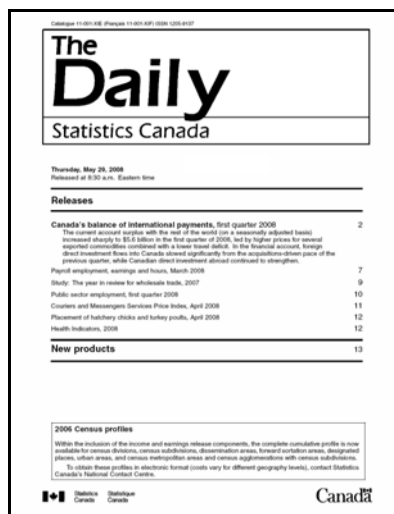 Catalogue 11-001-XIE (Français 11-001-XIF) ISSN 1205-9137
The
Daily
Statistics Canada
Thursday, May 29, 2008
Released at 8:30 a.m. Eastern time
Releases
Canada's balance of international payments, first quarter 2008 2
The current account surplus with the rest of the world (on a seasonally adjusted basis)
increased sharply to $5.6 billion in the first quarter of 2008, led by higher prices for several
exported commodities combined with a lower travel deficit. In the financial account, foreign
direct investment flows into Canada slowed significantly from the acquisitions-driven pace of the
previous quarter, while Canadian direct investment abroad continued to strengthen.
Payroll employment, earnings and hours, March 2008 7
Study: The year in review for wholesale trade, 2007 9
Public sector employment, first quarter 2008 10
Couriers and Messengers Services Price Index, April 2008 11
Placement of hatchery chicks and turkey poults, April 2008 12
Health Indicators, 2008 12
New products 13
2006 Census profiles
Within the inclusion of the income and earnings release components, the complete cumulative profile is now
available for census divisions, census subdivisions, dissemination areas, forward sortation areas, designated
places, urban areas, and census metropolitan areas and census agglomerations with census subdivisions.
To obtain these profiles in electronic format (costs vary for different geography levels), contact Statistics
Canada's National Contact Centre.
Statistics Statistique
Canada Canada
Canada